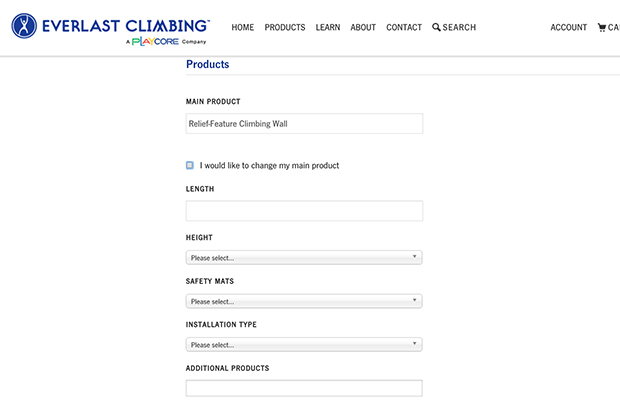 EVERLAST CLIMBING™
A PLAYCORE Company
HOME PRODUCTS LEARN ABOUT CONTACT SEARCH ACCOUNT CA
Products
MAIN PRODUCT
Relief-Feature Climbing Wall
I would like to change my main product
LENGTH
HEIGHT
Please select...
SAFETY MATS
Please select...
INSTALLATION TYPE
Please select...
ADDITIONAL PRODUCTS